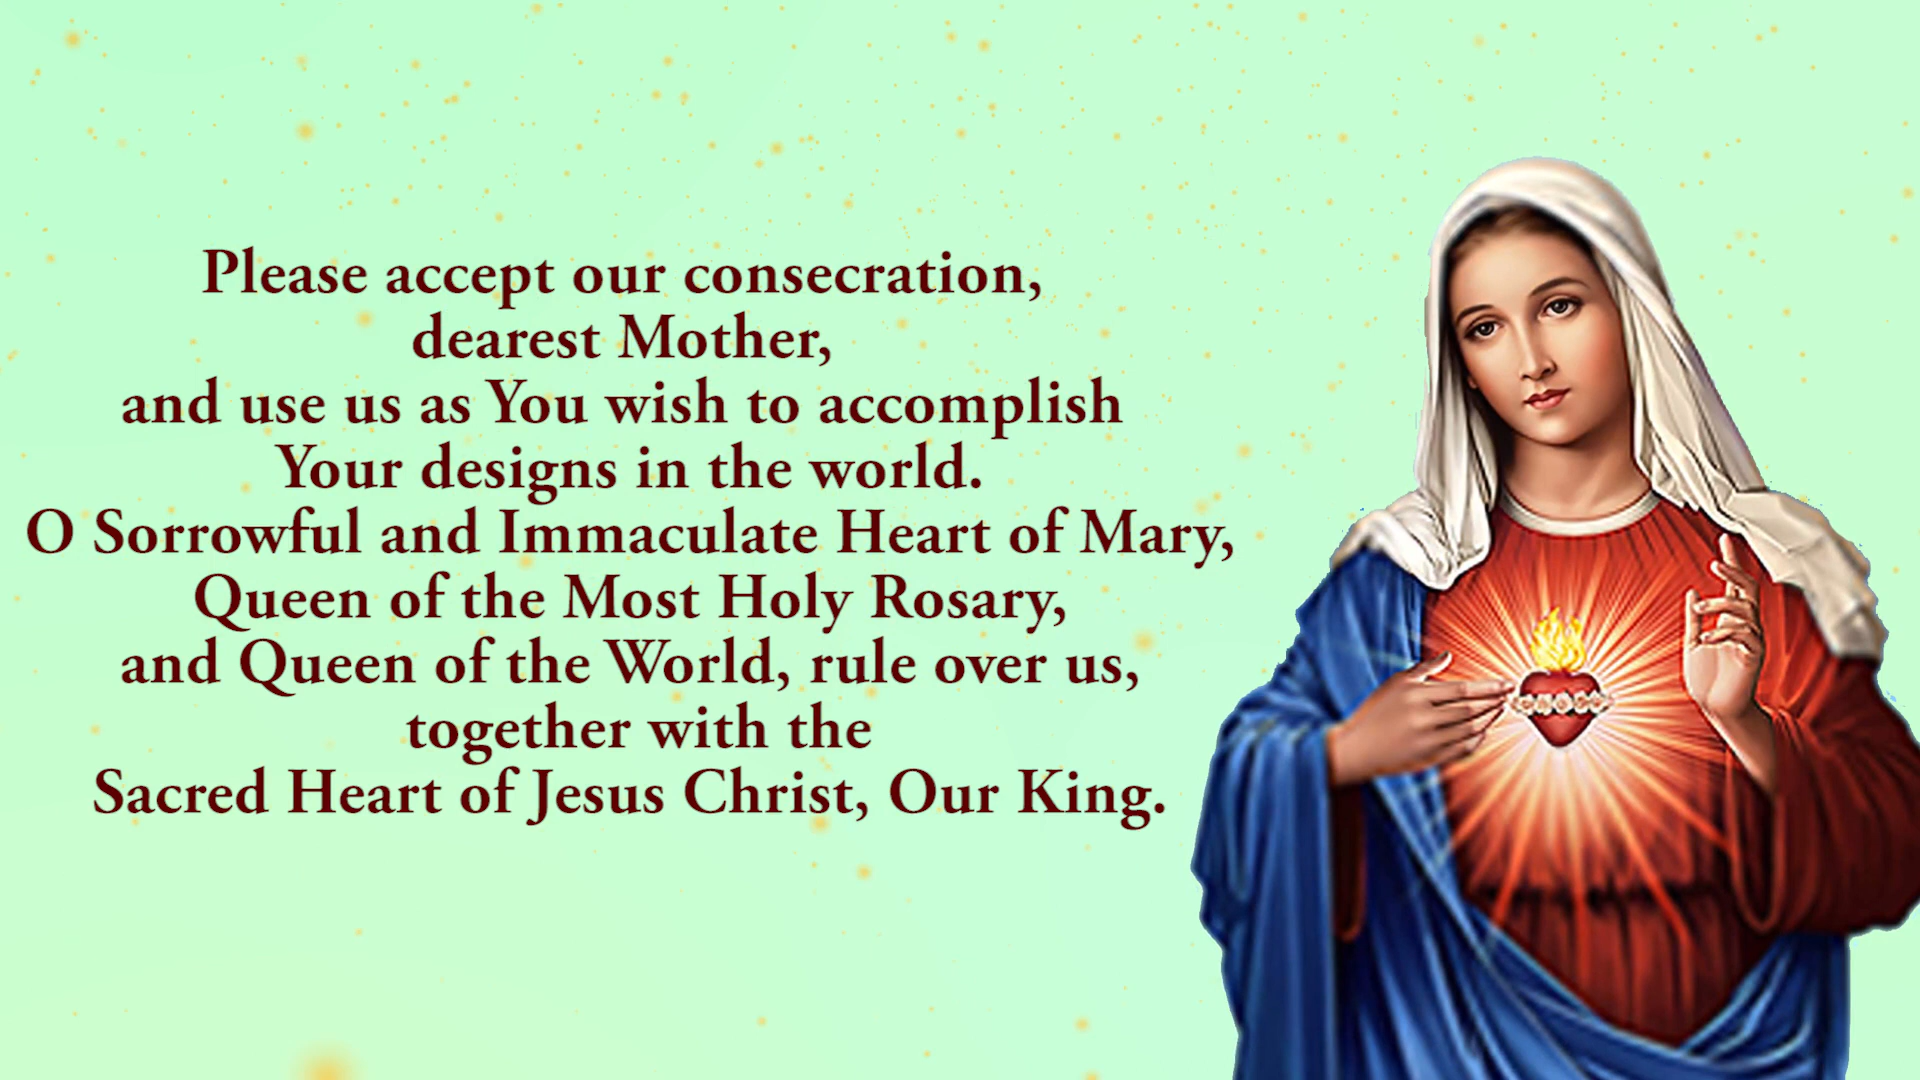 Please accept our consecration,
dearest Mother,
and use us as You wish to accomplish
Your designs in the world.
O Sorrowful and Immaculate Heart of Mary,
Queen of the Most Holy Rosary,
and Queen of the World, rule over us,
together with the
Sacred Heart of Jesus Christ, Our King.